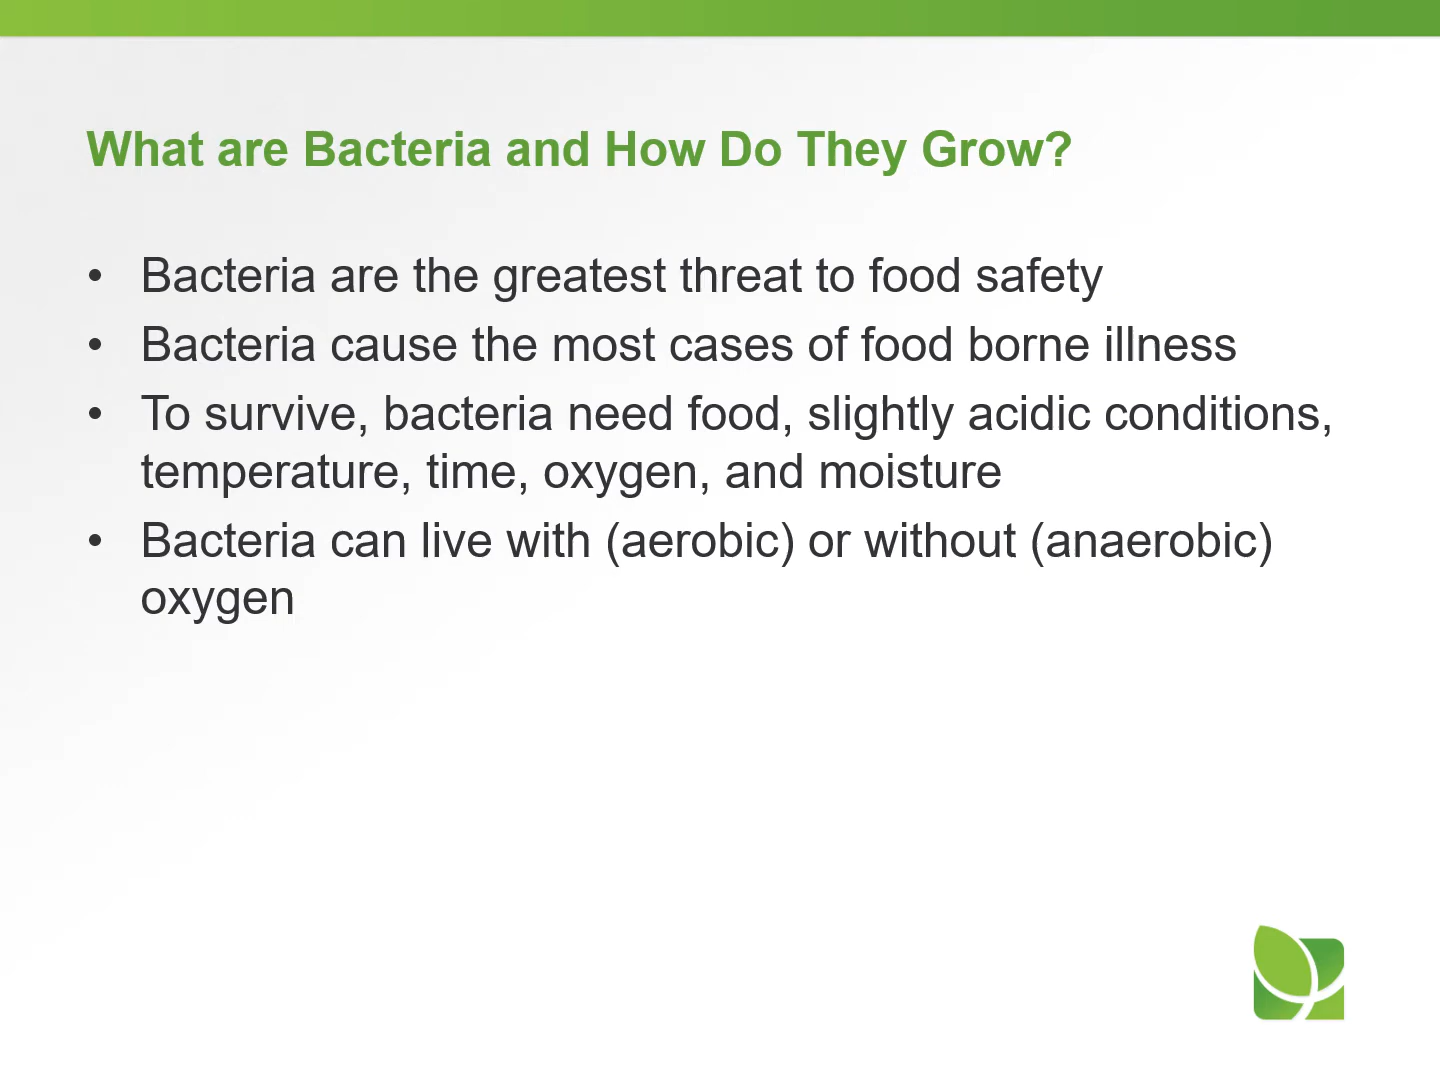 What are Bacteria and How Do They Grow?
• Bacteria are the greatest threat to food safety
• Bacteria cause the most cases of food borne illness
• To survive, bacteria need food, slightly acidic conditions,
temperature, time, oxygen, and moisture
• Bacteria can live with (aerobic) or without (anaerobic)
oxygen